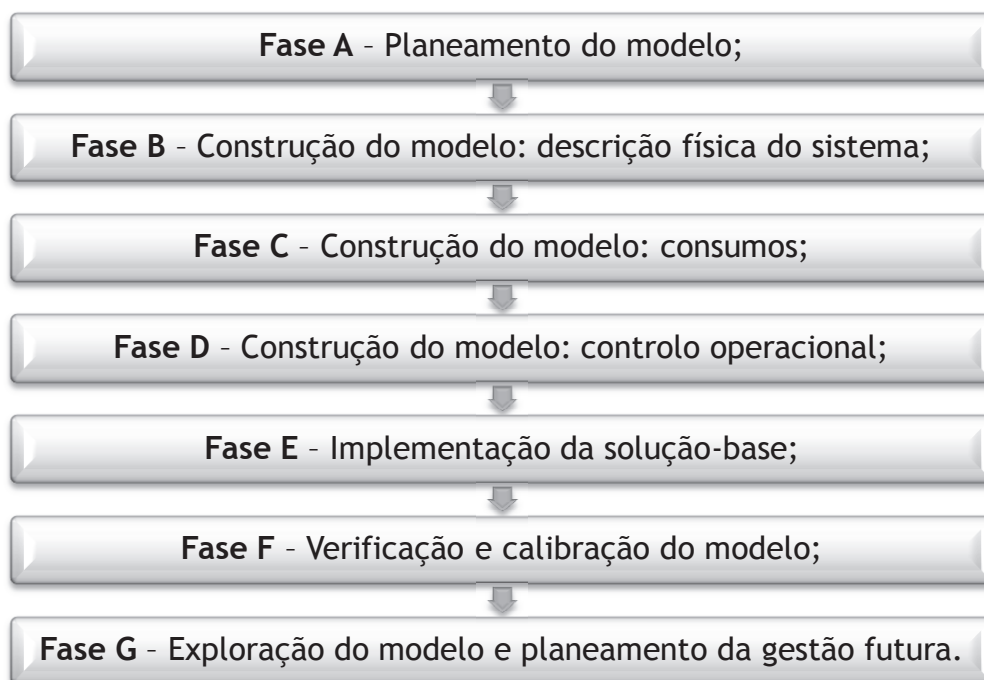 Fase A – Planeamento do modelo;
Fase B – Construção do modelo: descrição física do sistema;
Fase C – Construção do modelo: consumos;
Fase D – Construção do modelo: controlo operacional;
Fase E – Implementação da solução-base;
Fase F – Verificação e calibração do modelo;
Fase G – Exploração do modelo e planeamento da gestão futura.